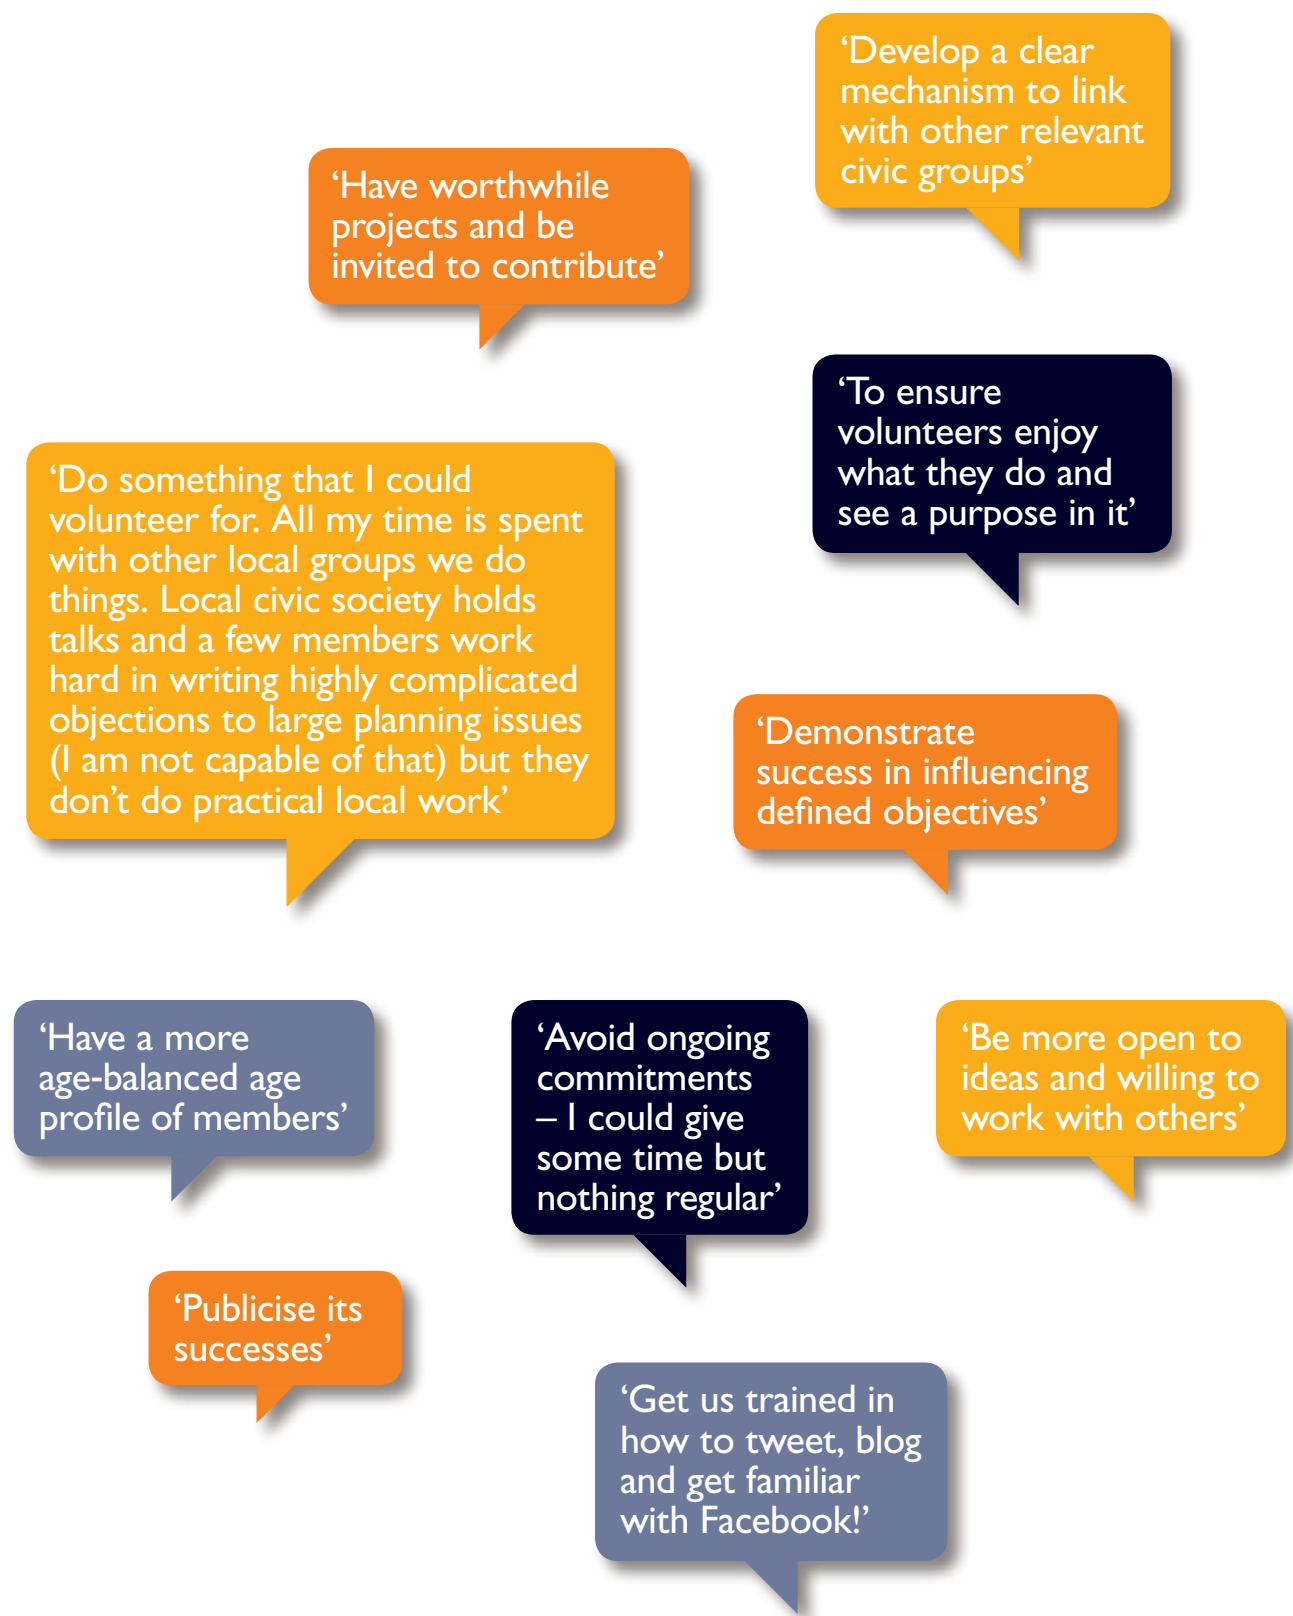 ‘Develop a clear
mechanism to link
with other relevant
civic groups’
‘Have worthwhile
projects and be
invited to contribute’
‘To ensure
volunteers enjoy
what they do and
see a purpose in it’
‘Do something that I could
volunteer for. All my time is spent
with other local groups we do
things. Local civic society holds
talks and a few members work
hard in writing highly complicated
objections to large planning issues
(I am not capable of that) but they
don’t do practical local work’
‘Demonstrate
success in influencing
defined objectives’
‘Have a more
age-balanced age
profile of members’
‘Avoid ongoing
commitments
– I could give
some time but
nothing regular’
‘Be more open to
ideas and willing to
work with others’
‘Publicise its
successes’
‘Get us trained in
how to tweet, blog
and get familiar
with Facebook!’